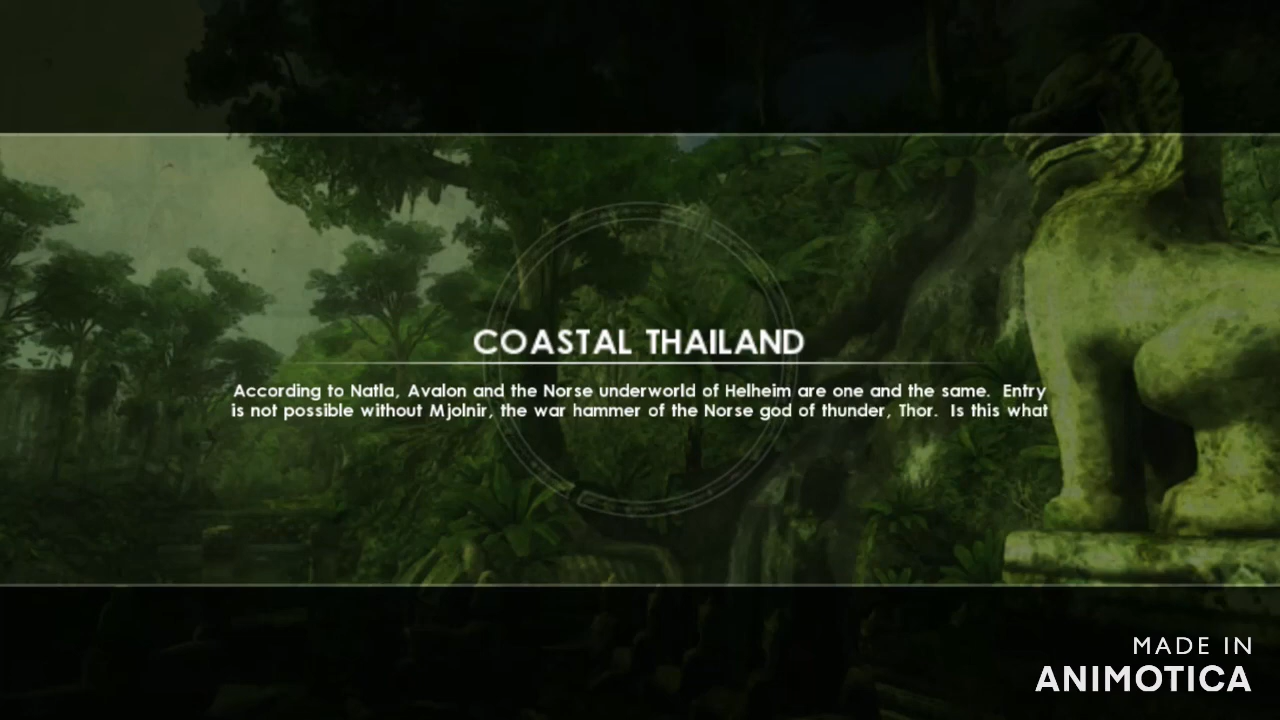 COASTAL THAILAND
According to Natla, Avalon and the Norse underworld of Helheim are one and the same.  Entry
is not possible without Mjolnir, the war hammer of the Norse god of thunder, Thor.  Is this what
MADE IN
ANIMOTICA